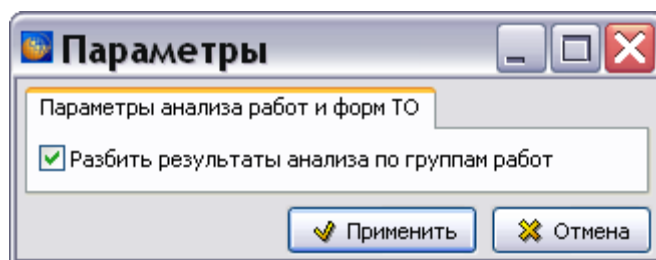 Параметры
Параметры анализа работ и форм ТО
Разбить результаты анализа по группам работ
Применить
Отмена